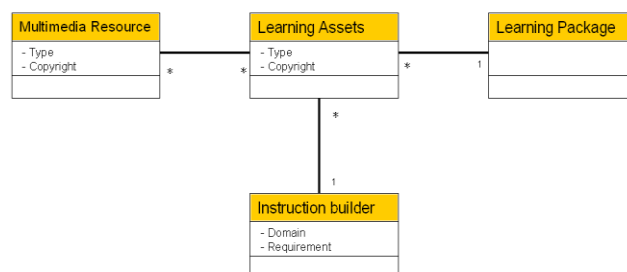 Multimedia Resource
- Type
- Copyright
*
Learning Assets
- Type
- Copyright
*
*
*
Learning Package
1
1
Instruction builder
- Domain
- Requirement